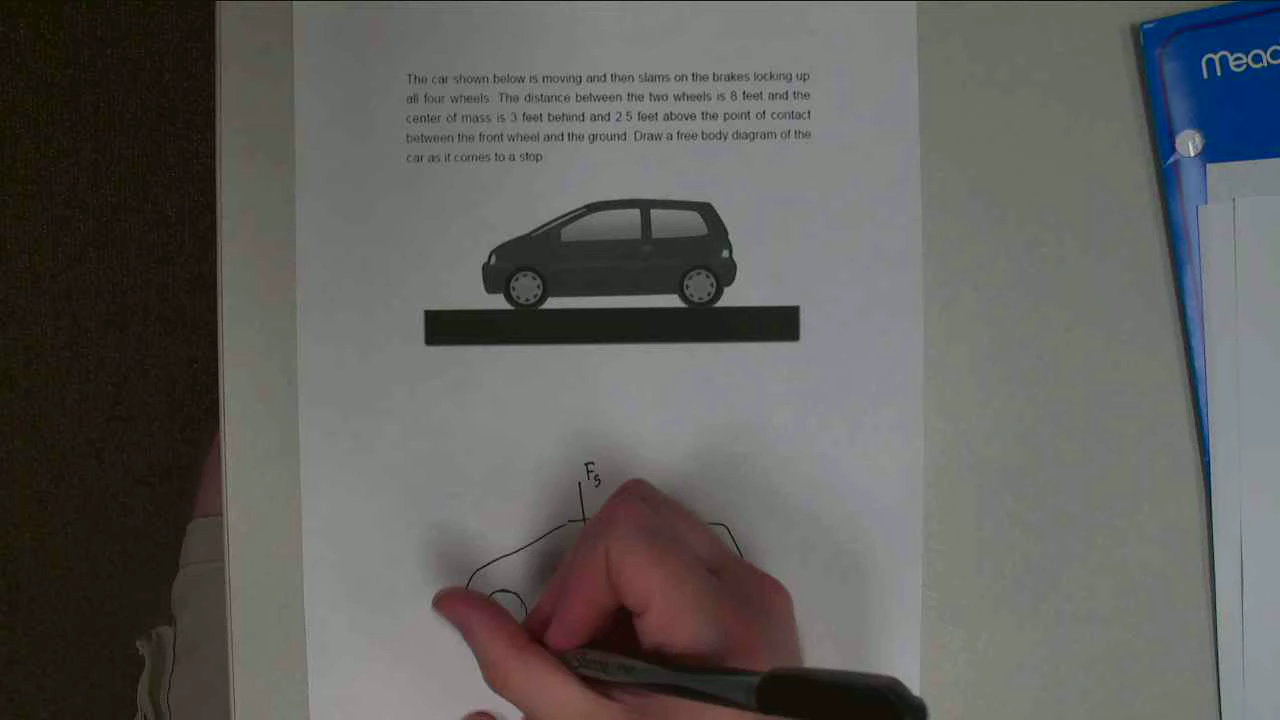 The car shown below is moving and then slams on the brakes locking up
all four wheels. The distance between the two wheels is 8 feet and the
center of mass is 3 feet behind and 2.5 feet above the point of contact
between the front wheel and the ground. Draw a free body diagram of the
car as it comes to a stop.
Mead
F